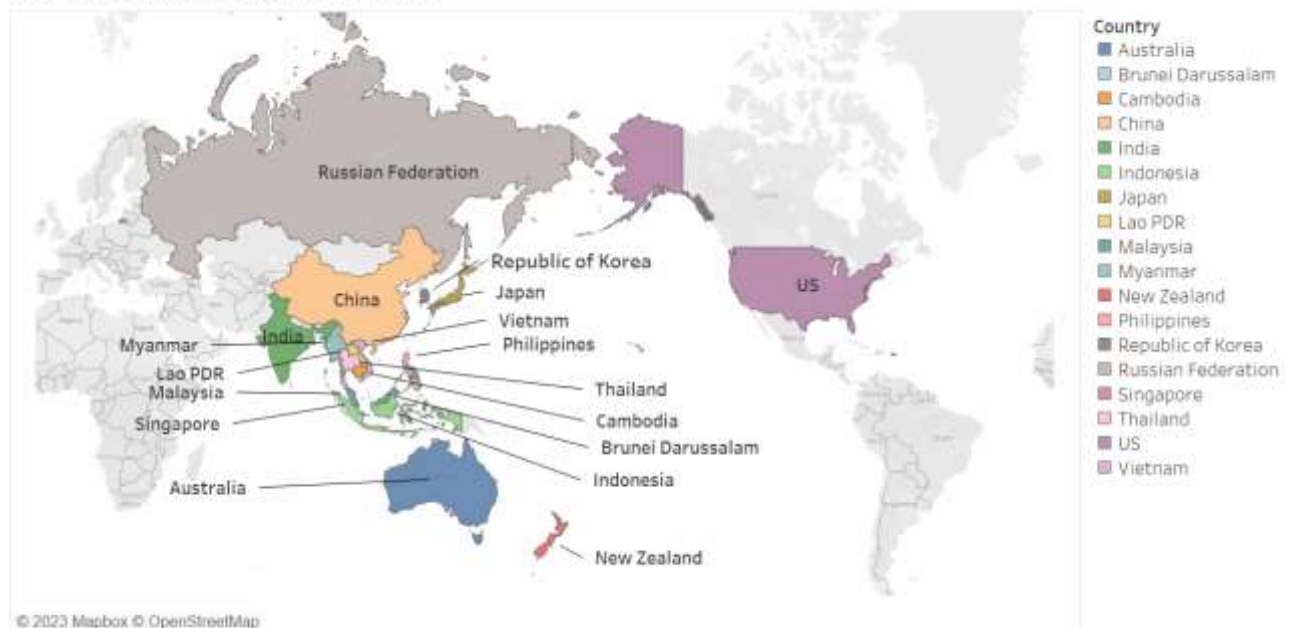 Country
Australia
Brunei Darussalam
Cambodia
China
India
Indonesia
Japan
Lao PDR
Malaysia
Myanmar
New Zealand
Philippines
Republic of Korea
Russian Federation
Singapore
Thailand
US
Vietnam
Russian Federation
Republic of Korea
China
Japan
US
Vietnam
India
Myanmar
Philippines
Lao PDR
Malaysia
Thailand
Singapore
Cambodia
Brunei Darussalam
Indonesia
Australia
New Zealand
© 2023 Mapbox © OpenStreetMap